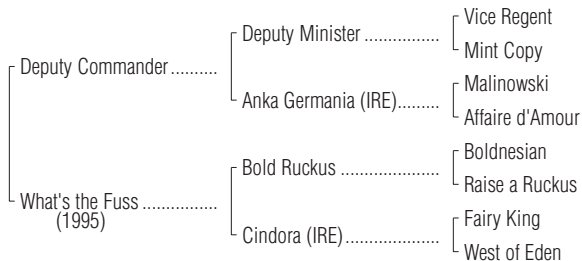 Vice Regent
Deputy Minister ................
Mint Copy
Deputy Commander..........
Malinowski
Anka Germania (IRE).........
Affaire d'Amour
Boldnesian
Bold Ruckus ....................
Raise a Ruckus
What's the Fuss ................
(1995)
Fairy King
Cindora (IRE)...................
West of Eden